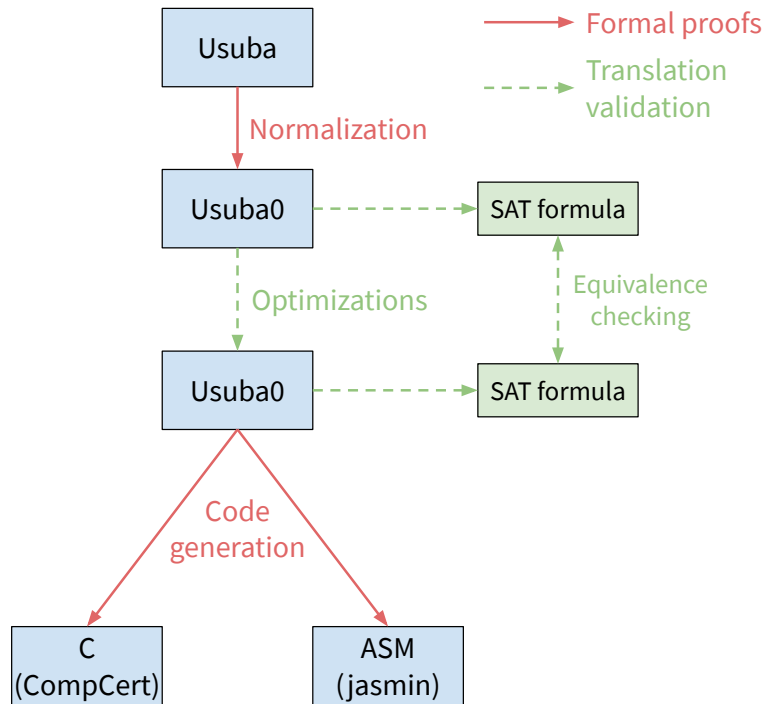 Usuba
Formal proofs
Translation
validation
Normalization
Usuba0
SAT formula
Optimizations
Equivalence
checking
Usuba0
SAT formula
Code
generation
C
(CompCert)
ASM
(jasmin)